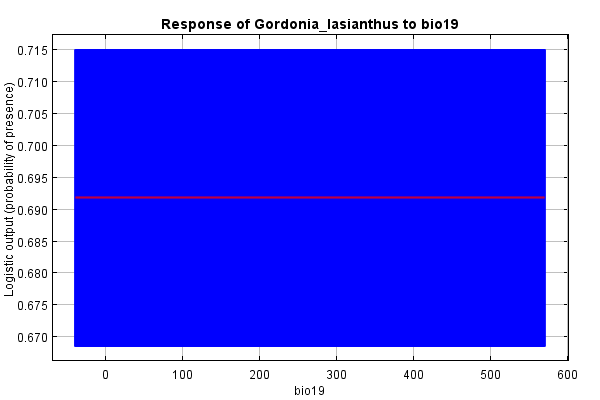 Response of Gordonia_lasianthus to bio19
Logistic output (probability of presence)
0.715
0.710
0.705
0.700
0.695
0.690
0.685
0.680
0.675
0.670
0 100 200 300 400 500 600
bio19